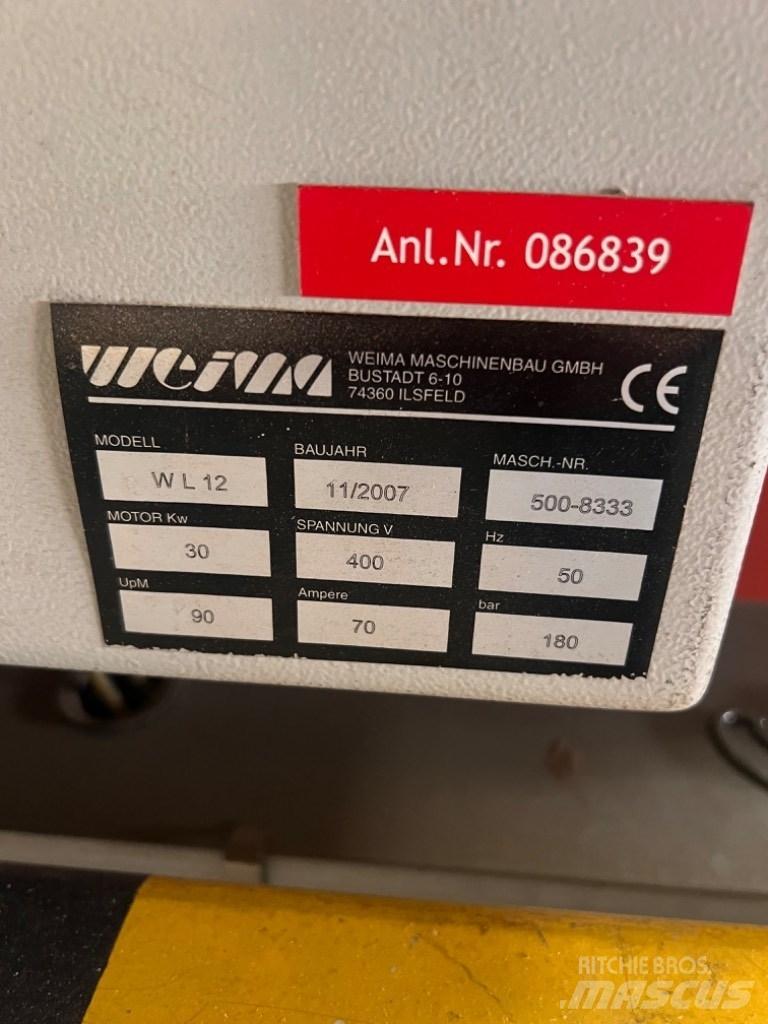 Anl.Nr. 086839
weima
WEIMA MASCHINENBAU GMBH
BUSTADT 6-10
74360 ILSFELD
CE
MODELL
W L 12
BAUJAHR
11/2007
MASCH.-NR.
500-8333
MOTOR Kw
30
SPANNUNG V
400
Hz
50
UpM
90
Ampere
70
bar
180
RITCHIE BROS.
MASCUS